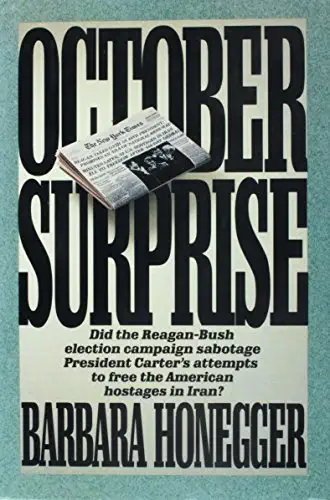 OCTOBER
The New York Times
SURPRISE
Did the Reagan-Bush
election campaign sabotage
President Carter's attempts
to free the American
hostages in Iran?
BARBARA HONEGGER